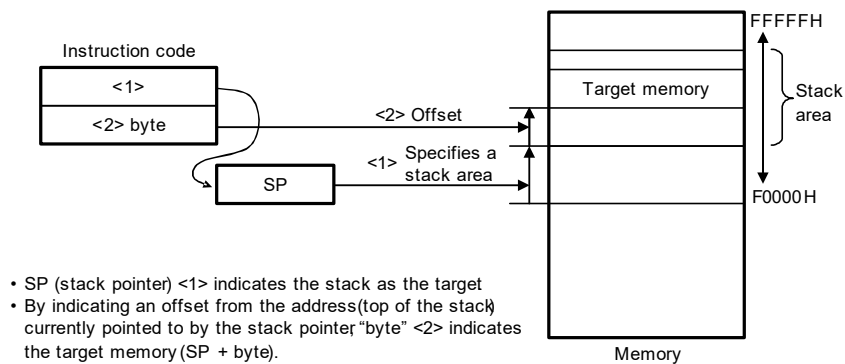 Instruction code
<1>
<2> byte
SP
<2> Offset
<1> Specifies a
stack area
FFFFFH
Target memory
Stack
area
F0000H
Memory
• SP (stack pointer) <1> indicates the stack as the target
• By indicating an offset from the address (top of the stack)
currently pointed to by the stack pointer, “byte” <2> indicates
the target memory (SP + byte).